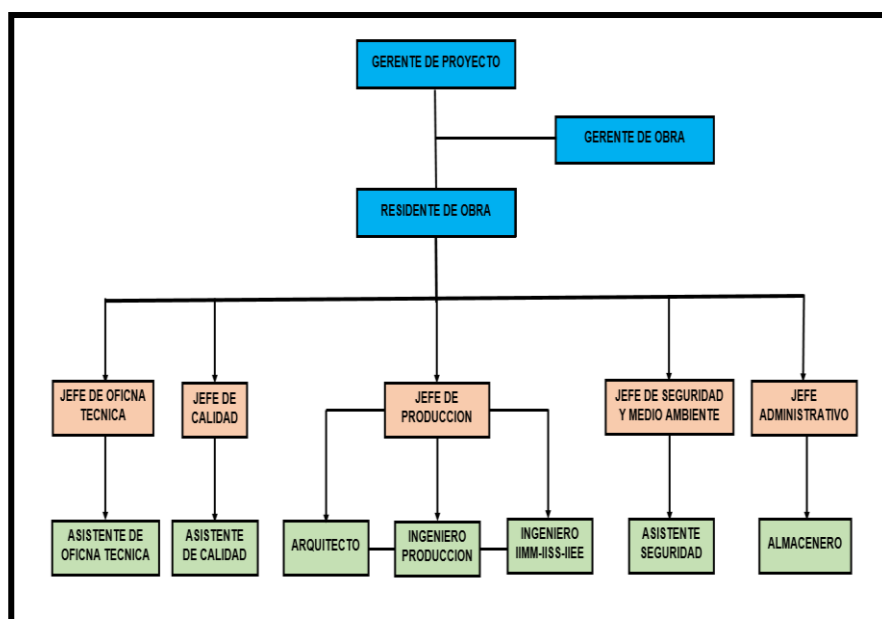 GERENTE DE PROYECTO
GERENTE DE OBRA
RESIDENTE DE OBRA
JEFE DE OFICNA
TECNICA
JEFE DE
CALIDAD
JEFE DE
PRODUCCION
JEFE DE SEGURIDAD
Y MEDIO AMBIENTE
JEFE
ADMINISTRATIVO
ASISTENTE DE
OFICNA TECNICA
ASISTENTE
DE CALIDAD
ARQUITECTO
INGENIERO
PRODUCCION
INGENIERO
IIMM-IISS-IIEE
ASISTENTE
SEGURIDAD
ALMACENERO